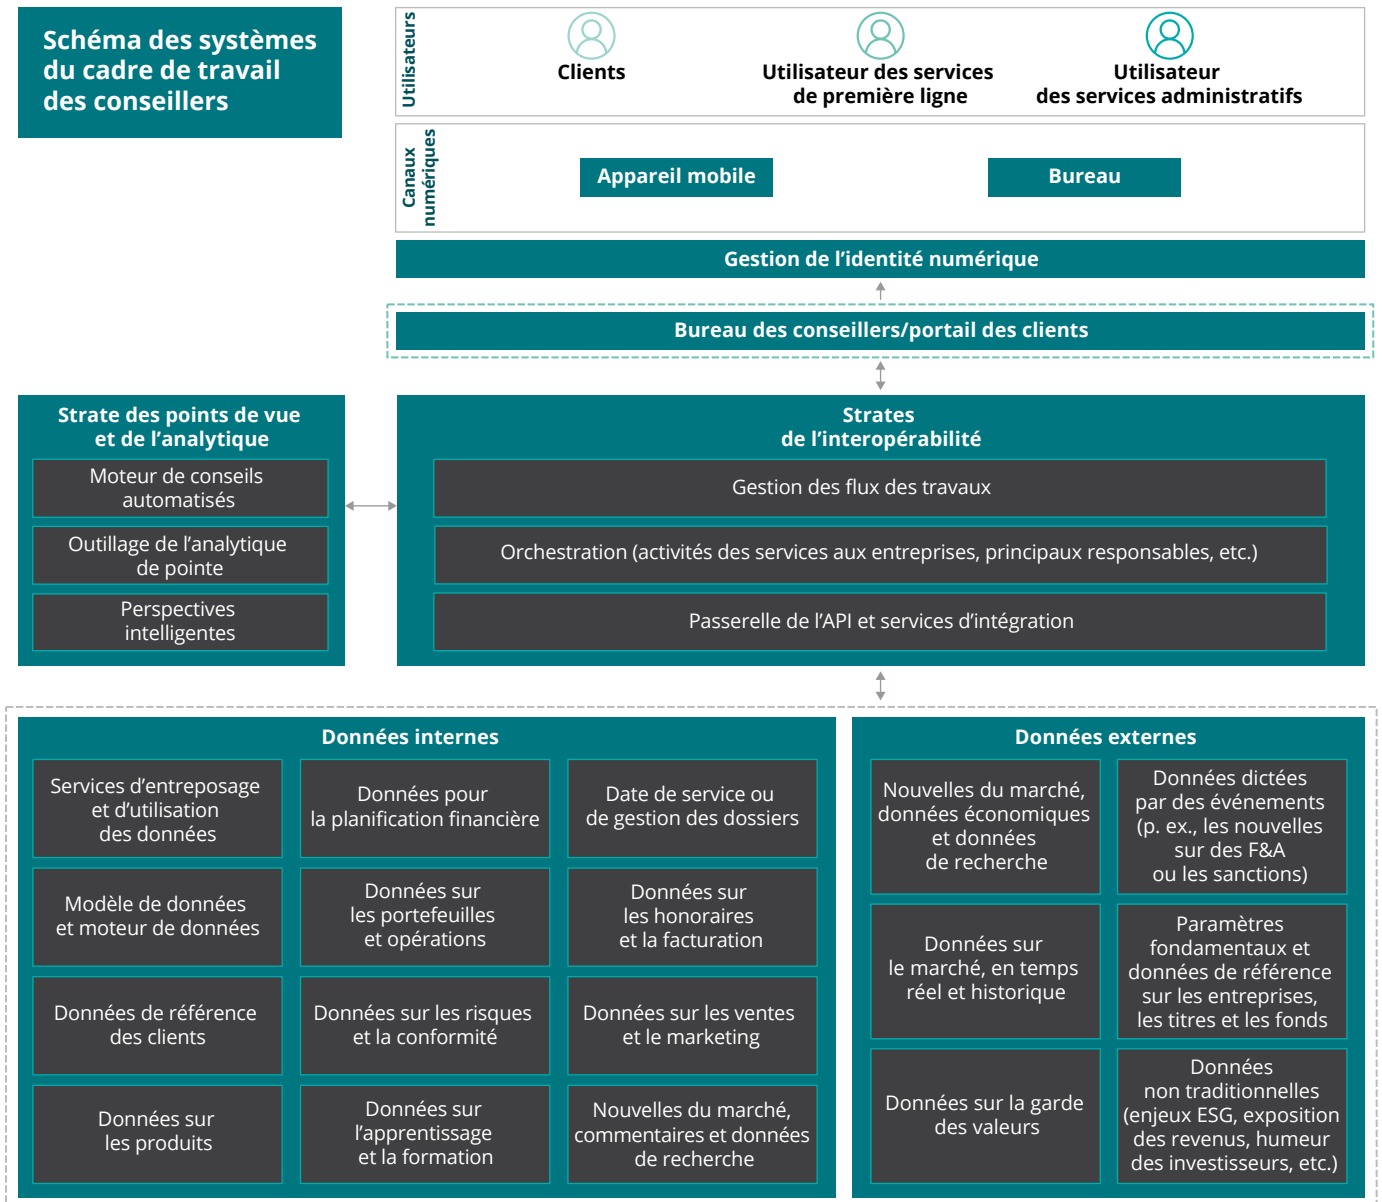 Schéma des systèmes
du cadre de travail
des conseillers
Utilisateurs
Clients
Utilisateur des services
de première ligne
Utilisateur
des services administratifs
Canaux
numériques
Appareil mobile
Bureau
Gestion de l’identité numérique
Bureau des conseillers/portail des clients
Strate des points de vue
et de l’analytique
Moteur de conseils
automatisés
Outillage de l’analytique
de pointe
Perspectives
intelligentes
Strates
de l’interopérabilité
Gestion des flux des travaux
Orchestration (activités des services aux entreprises, principaux responsables, etc.)
Passerelle de l’API et services d’intégration
Données internes
Services d’entreposage
et d’utilisation
des données
Données pour
la planification financière
Date de service ou
de gestion des dossiers
Modèle de données
et moteur de données
Données sur
les portefeuilles
et opérations
Données sur
les honoraires
et la facturation
Données de référence
des clients
Données sur les risques
et la conformité
Données sur les ventes
et le marketing
Données sur
les produits
Données sur
l’apprentissage
et la formation
Nouvelles du marché,
commentaires et données
de recherche
Données externes
Nouvelles du marché,
données économiques
et données
de recherche
Données dictées
par des événements
(p. ex., les nouvelles
sur des F&A
ou les sanctions)
Données sur
le marché, en temps
réel et historique
Paramètres
fondamentaux et
données de référence
sur les entreprises,
les titres et les fonds
Données sur la garde
des valeurs
Données
non traditionnelles
(enjeux ESG, exposition
des revenus, humeur
des investisseurs, etc.)